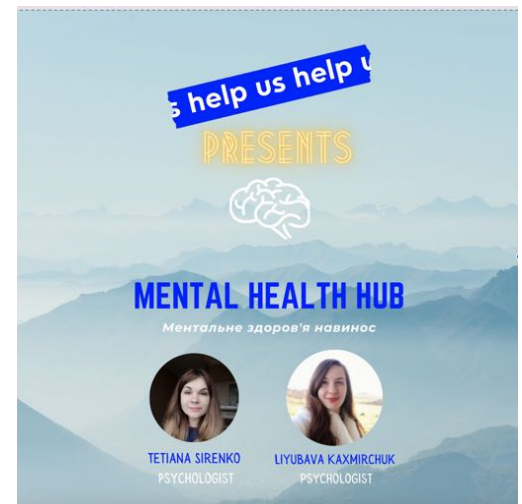 s help us help u
PRESENTS
MENTAL HEALTH HUB
Ментальне здоров'я навинос
TETIANA SIRENKO
PSYCHOLOGIST
LIYUBAVA KAXMIRCHUK
PSYCHOLOGIST